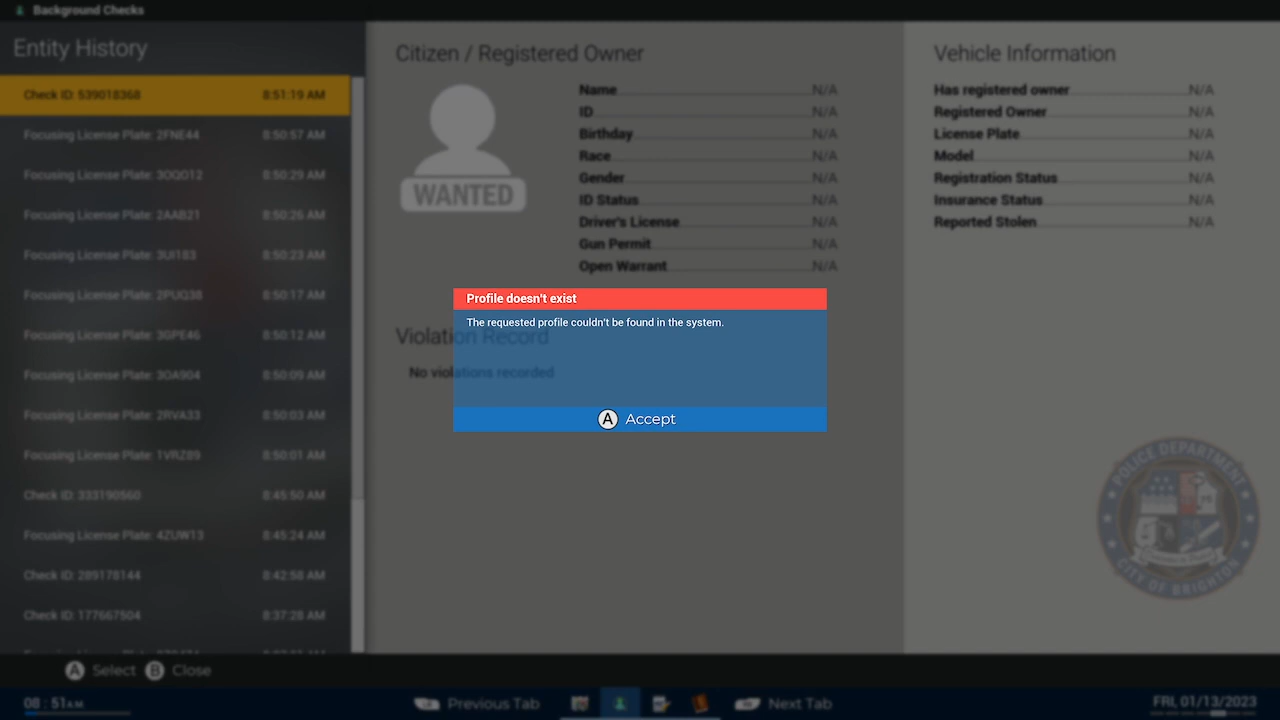 Background Checks
Entity History
Check ID: 539018368 8:51:19 AM
Focusing License Plate: 2FNE44 8:50:57 AM
Focusing License Plate: 3OQO12 8:50:29 AM
Focusing License Plate: 2AAB21 8:50:26 AM
Focusing License Plate: 3UI183 8:50:23 AM
Focusing License Plate: 2PUQ38 8:50:17 AM
Focusing License Plate: 3GPE46 8:50:12 AM
Focusing License Plate: 3OA904 8:50:09 AM
Focusing License Plate: 2RVA33 8:50:03 AM
Focusing License Plate: 1VRZ89 8:50:01 AM
Check ID: 333190560 8:45:50 AM
Focusing License Plate: 4ZUW13 8:45:24 AM
Check ID: 289178144 8:42:58 AM
Check ID: 177667504 8:37:28 AM
Citizen / Registered Owner
WANTED
Name N/A
ID N/A
Birthday N/A
Race N/A
Gender N/A
ID Status N/A
Driver's License N/A
Gun Permit N/A
Open Warrant N/A
Violation Record
No violations recorded
Vehicle Information
Has registered owner N/A
Registered Owner N/A
License Plate N/A
Model N/A
Registration Status N/A
Insurance Status N/A
Reported Stolen N/A
Profile doesn't exist
The requested profile couldn't be found in the system.
A Accept
POLICE DEPARTMENT
CITY OF BRIGHTON
A Select B Close
08 : 51 A.M.
Previous Tab
Next Tab
FRI, 01/13/2023